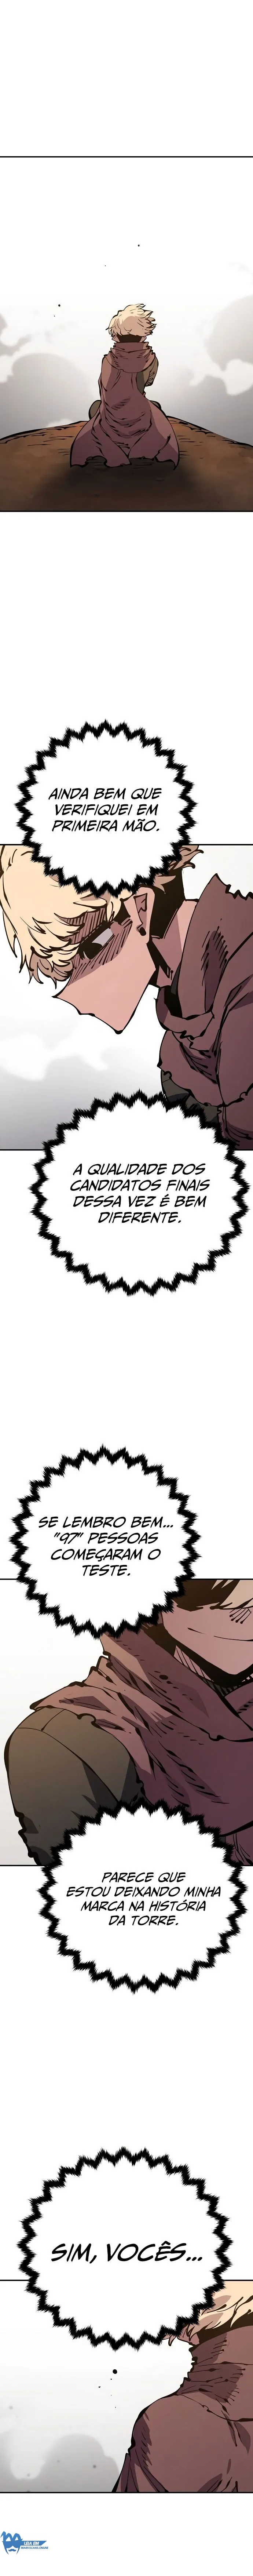 AINDA BEM QUE
VERIFIQUEI EM
PRIMEIRA MÃO.
A QUALIDADE DOS
CANDIDATOS FINAIS
DESSA VEZ É BEM
DIFERENTE.
SE LEMBRO BEM...
"97" PESSOAS
COMEÇARAM O
TESTE.
PARECE QUE
ESTOU DEIXANDO MINHA
MARCA NA HISTÓRIA
DA TORRE.
SIM, VOCÊS...